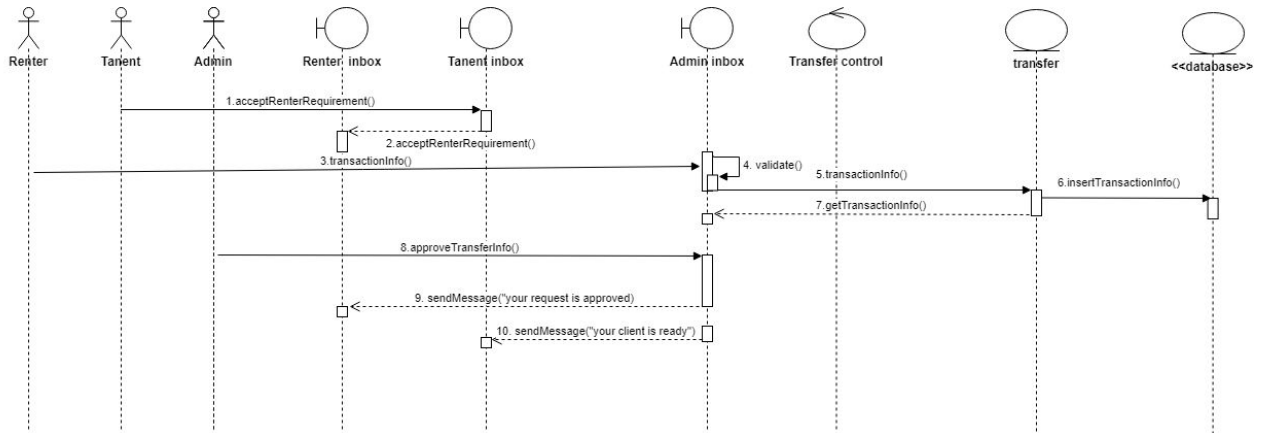 Renter
Tanent
Admin
Renter inbox
Tanent inbox
Admin inbox
Transfer control
transfer
<<database>>
1.acceptRenterRequirement()
2.acceptRenterRequirement()
3.transactionInfo()
4. validate()
5.transactionInfo()
6.insertTransactionInfo()
7.getTransactionInfo()
8.approveTransferInfo()
9. sendMessage("your request is approved)
10. sendMessage("your client is ready")